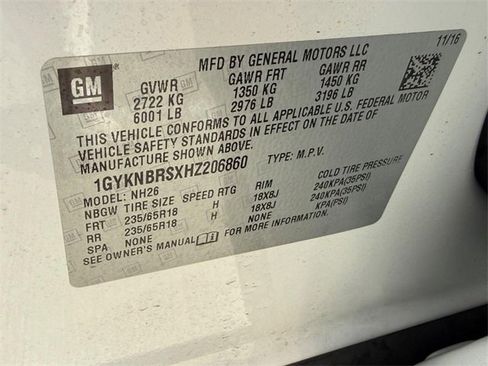 MFD BY GENERAL MOTORS LLC 11/16
GM
GVWR GAWR FRT GAWR RR
2722 KG 1350 KG 1450 KG
6001 LB 2976 LB 3196 LB
THIS VEHICLE CONFORMS TO ALL APPLICABLE U.S. FEDERAL MOTOR
VEHICLE SAFETY STANDARDS IN EFFECT ON THE DATE OF
MANUFACTURE SHOWN ABOVE.
1GYKNBRSXHZ206860 TYPE: M.P.V.
MODEL: NH26
NBGW TIRE SIZE SPEED RTG RIM COLD TIRE PRESSURE
FRT 235/65R18 H 18X8J 240KPA(35PSI)
RR 235/65R18 H 18X8J 240KPA(35PSI)
SPA NONE NONE KPA(PSI)
SEE OWNER'S MANUAL